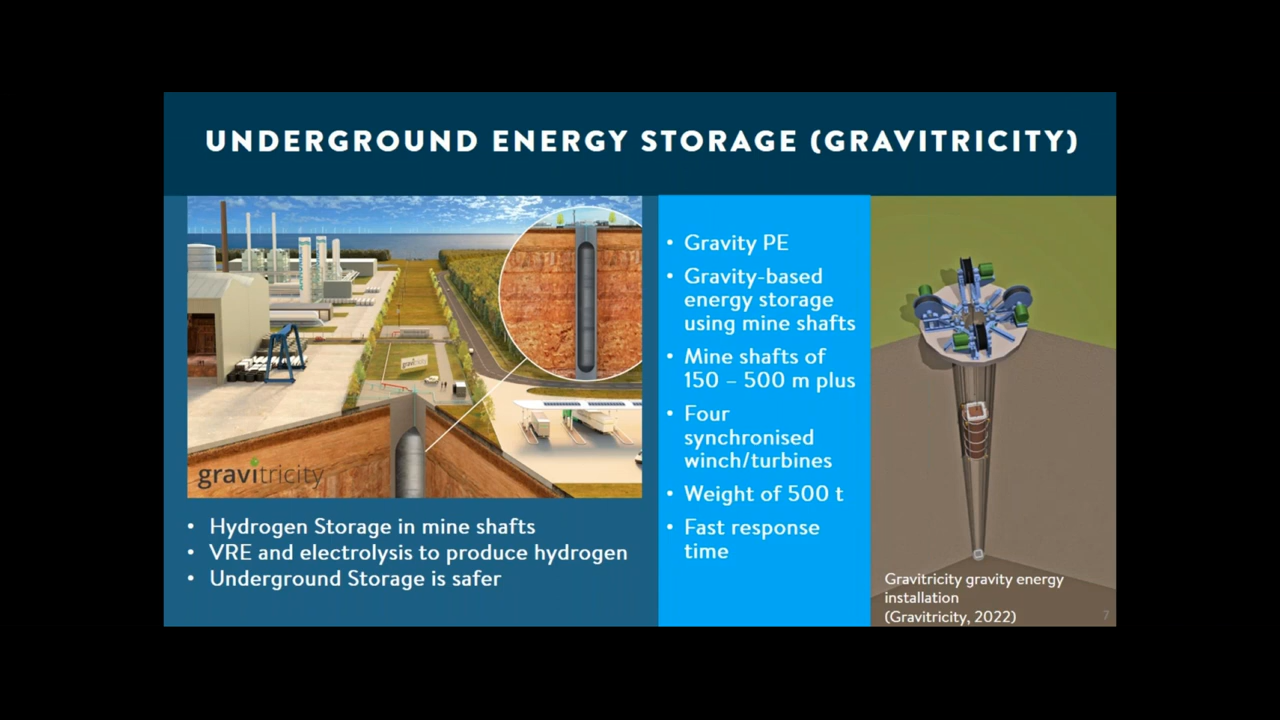 UNDERGROUND ENERGY STORAGE (GRAVITRICITY)
gravitricity
• Hydrogen Storage in mine shafts
• VRE and electrolysis to produce hydrogen
• Underground Storage is safer
• Gravity PE
• Gravity-based
energy storage
using mine shafts
• Mine shafts of
150 – 500 m plus
• Four
synchronised
winch/turbines
• Weight of 500 t
• Fast response
time
Gravitricity gravity energy
installation
(Gravitricity, 2022)
7